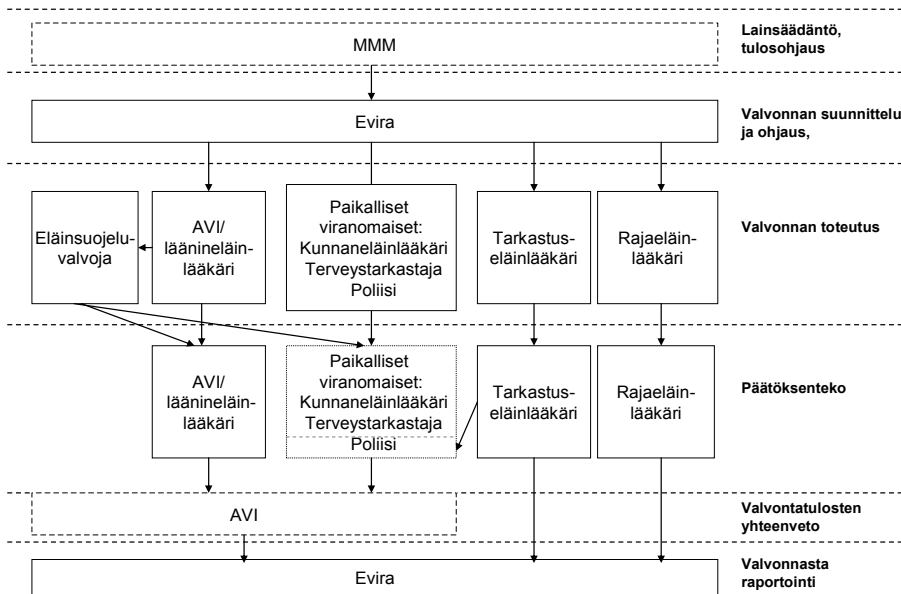 MMM
Lainsäädäntö,
tulosohjaus
Evira
Valvonnan suunnittelu
ja ohjaus,
Eläinsuojelu-
valvoja
AVI/
läänineläin-
lääkäri
Paikalliset
viranomaiset:
Kunnaneläinlääkäri
Terveystarkastaja
Poliisi
Tarkastus-
eläinlääkäri
Rajaeläin-
lääkäri
Valvonnan toteutus
AVI/
läänineläin-
lääkäri
Paikalliset
viranomaiset:
Kunnaneläinlääkäri
Terveystarkastaja
Poliisi
Tarkastus-
eläinlääkäri
Rajaeläin-
lääkäri
Päätöksenteko
AVI
Valvontatulosten
yhteenveto
Evira
Valvonnasta
raportointi